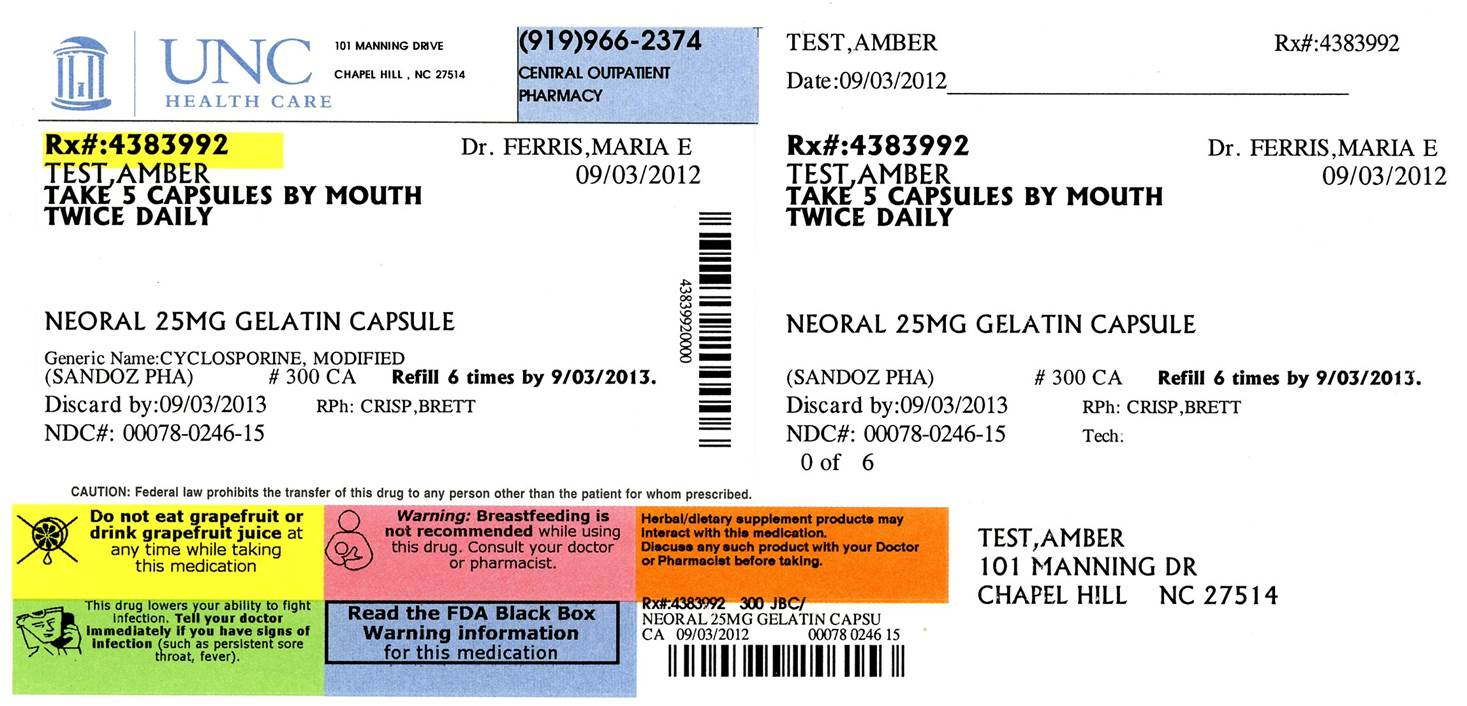 UNC
HEALTH CARE
101 MANNING DRIVE
CHAPEL HILL , NC 27514
(919)966-2374
CENTRAL OUTPATIENT
PHARMACY
Rx#:4383992
Dr. FERRIS,MARIA E
TEST,AMBER
09/03/2012
TAKE 5 CAPSULES BY MOUTH
TWICE DAILY
43839920000
NEORAL 25MG GELATIN CAPSULE
Generic Name:CYCLOSPORINE, MODIFIED
(SANDOZ PHA) # 300 CA Refill 6 times by 9/03/2013.
Discard by:09/03/2013 RPh: CRISP,BRETT
NDC#: 00078-0246-15
CAUTION: Federal law prohibits the transfer of this drug to any person other than the patient for whom prescribed.
TEST,AMBER Rx#:4383992
Date:09/03/2012
Rx#:4383992
Dr. FERRIS,MARIA E
TEST,AMBER
09/03/2012
TAKE 5 CAPSULES BY MOUTH
TWICE DAILY
NEORAL 25MG GELATIN CAPSULE
(SANDOZ PHA) # 300 CA Refill 6 times by 9/03/2013.
Discard by:09/03/2013 RPh: CRISP,BRETT
NDC#: 00078-0246-15 Tech:
0 of 6
Do not eat grapefruit or
drink grapefruit juice at
any time while taking
this medication
Warning: Breastfeeding is
not recommended while using
this drug. Consult your doctor
or pharmacist.
Herbal/dietary supplement products may
interact with this medication.
Discuss any such product with your Doctor
or Pharmacist before taking.
This drug lowers your ability to fight
infection. Tell your doctor
immediately if you have signs of
infection (such as persistent sore
throat, fever).
Read the FDA Black Box
Warning information
for this medication
Rx#:4383992 300 JBC/
NEORAL 25MG GELATIN CAPSU
CA 09/03/2012 00078 0246 15
TEST,AMBER
101 MANNING DR
CHAPEL HILL NC 27514